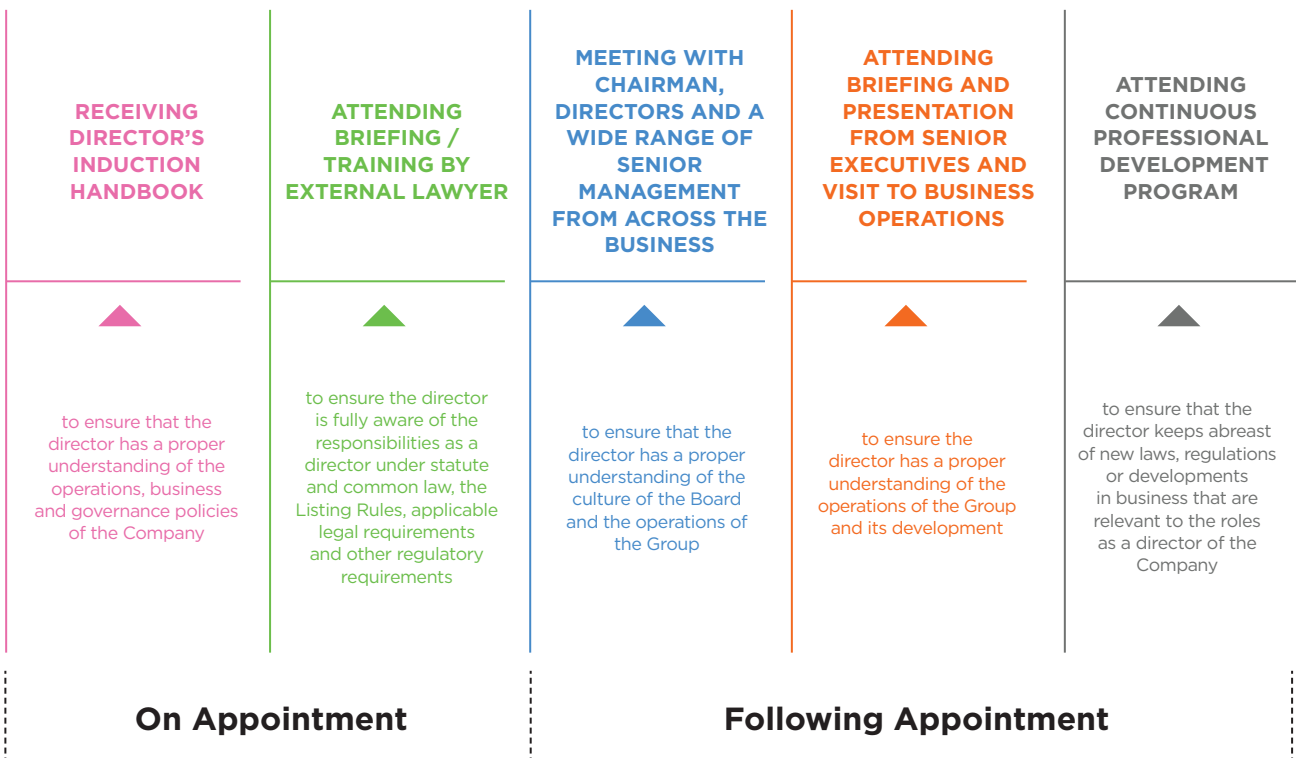 RECEIVING
DIRECTOR'S
INDUCTION
HANDBOOK
to ensure that the
director has a proper
understanding of the
operations, business
and governance policies
of the Company
ATTENDING
BRIEFING /
TRAINING BY
EXTERNAL LAWYER
to ensure the director
is fully aware of the
responsibilities as a
director under statute
and common law, the
Listing Rules, applicable
legal requirements
and other regulatory
requirements
MEETING WITH
CHAIRMAN,
DIRECTORS AND A
WIDE RANGE OF
SENIOR
MANAGEMENT
FROM ACROSS THE
BUSINESS
to ensure that the
director has a proper
understanding of the
culture of the Board
and the operations of
the Group
ATTENDING
BRIEFING AND
PRESENTATION
FROM SENIOR
EXECUTIVES AND
VISIT TO BUSINESS
OPERATIONS
to ensure the
director has a proper
understanding of the
operations of the Group
and its development
ATTENDING
CONTINUOUS
PROFESSIONAL
DEVELOPMENT
PROGRAM
to ensure that the
director keeps abreast
of new laws, regulations
or developments
in business that are
relevant to the roles
as a director of the
Company
On Appointment
Following Appointment